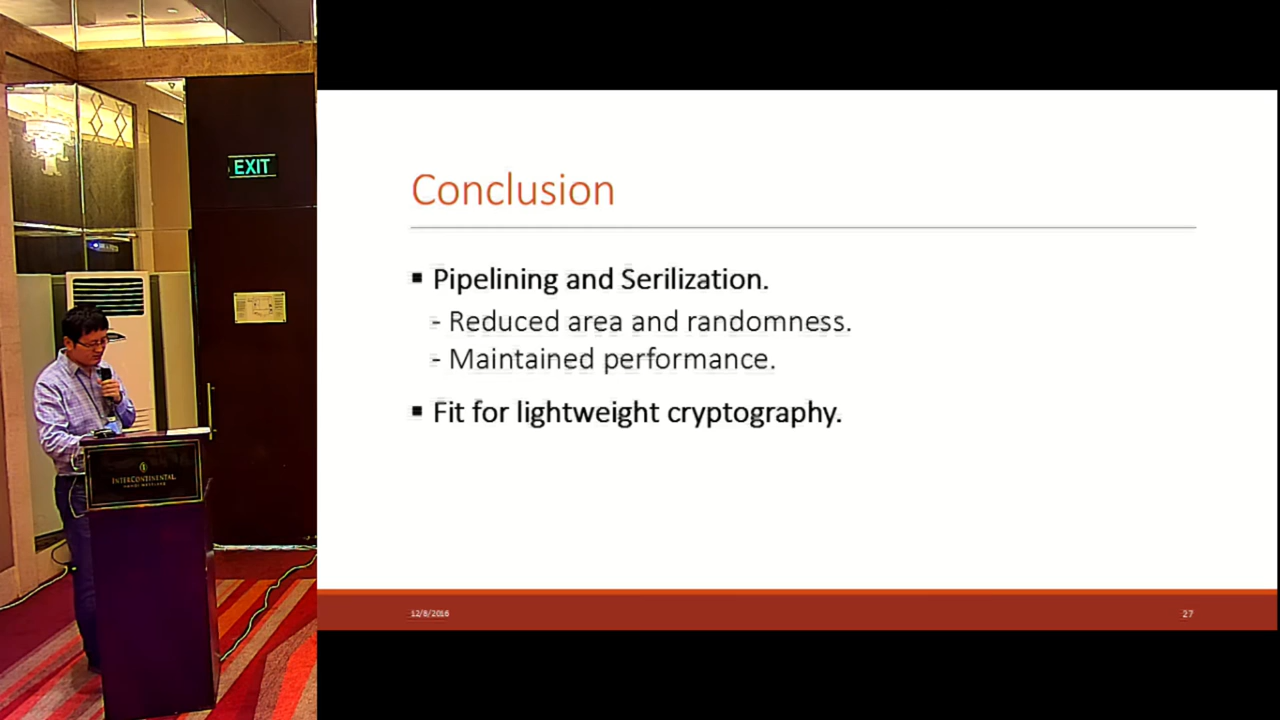 EXIT
INTERCONTINENTAL
Conclusion
▪ Pipelining and Serilization.
- Reduced area and randomness.
- Maintained performance.
▪ Fit for lightweight cryptography.
12/8/2016
27